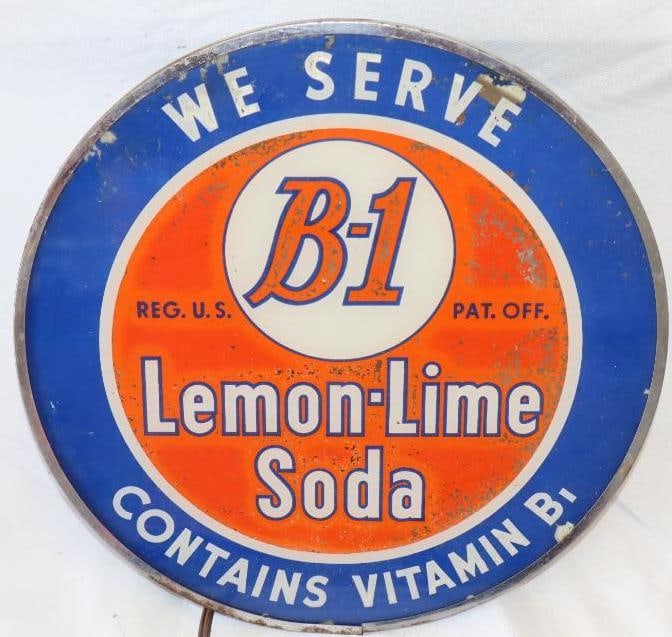 WE SERVE
B-1
REG. U.S. PAT. OFF.
Lemon-Lime
Soda
CONTAINS VITAMIN B₁